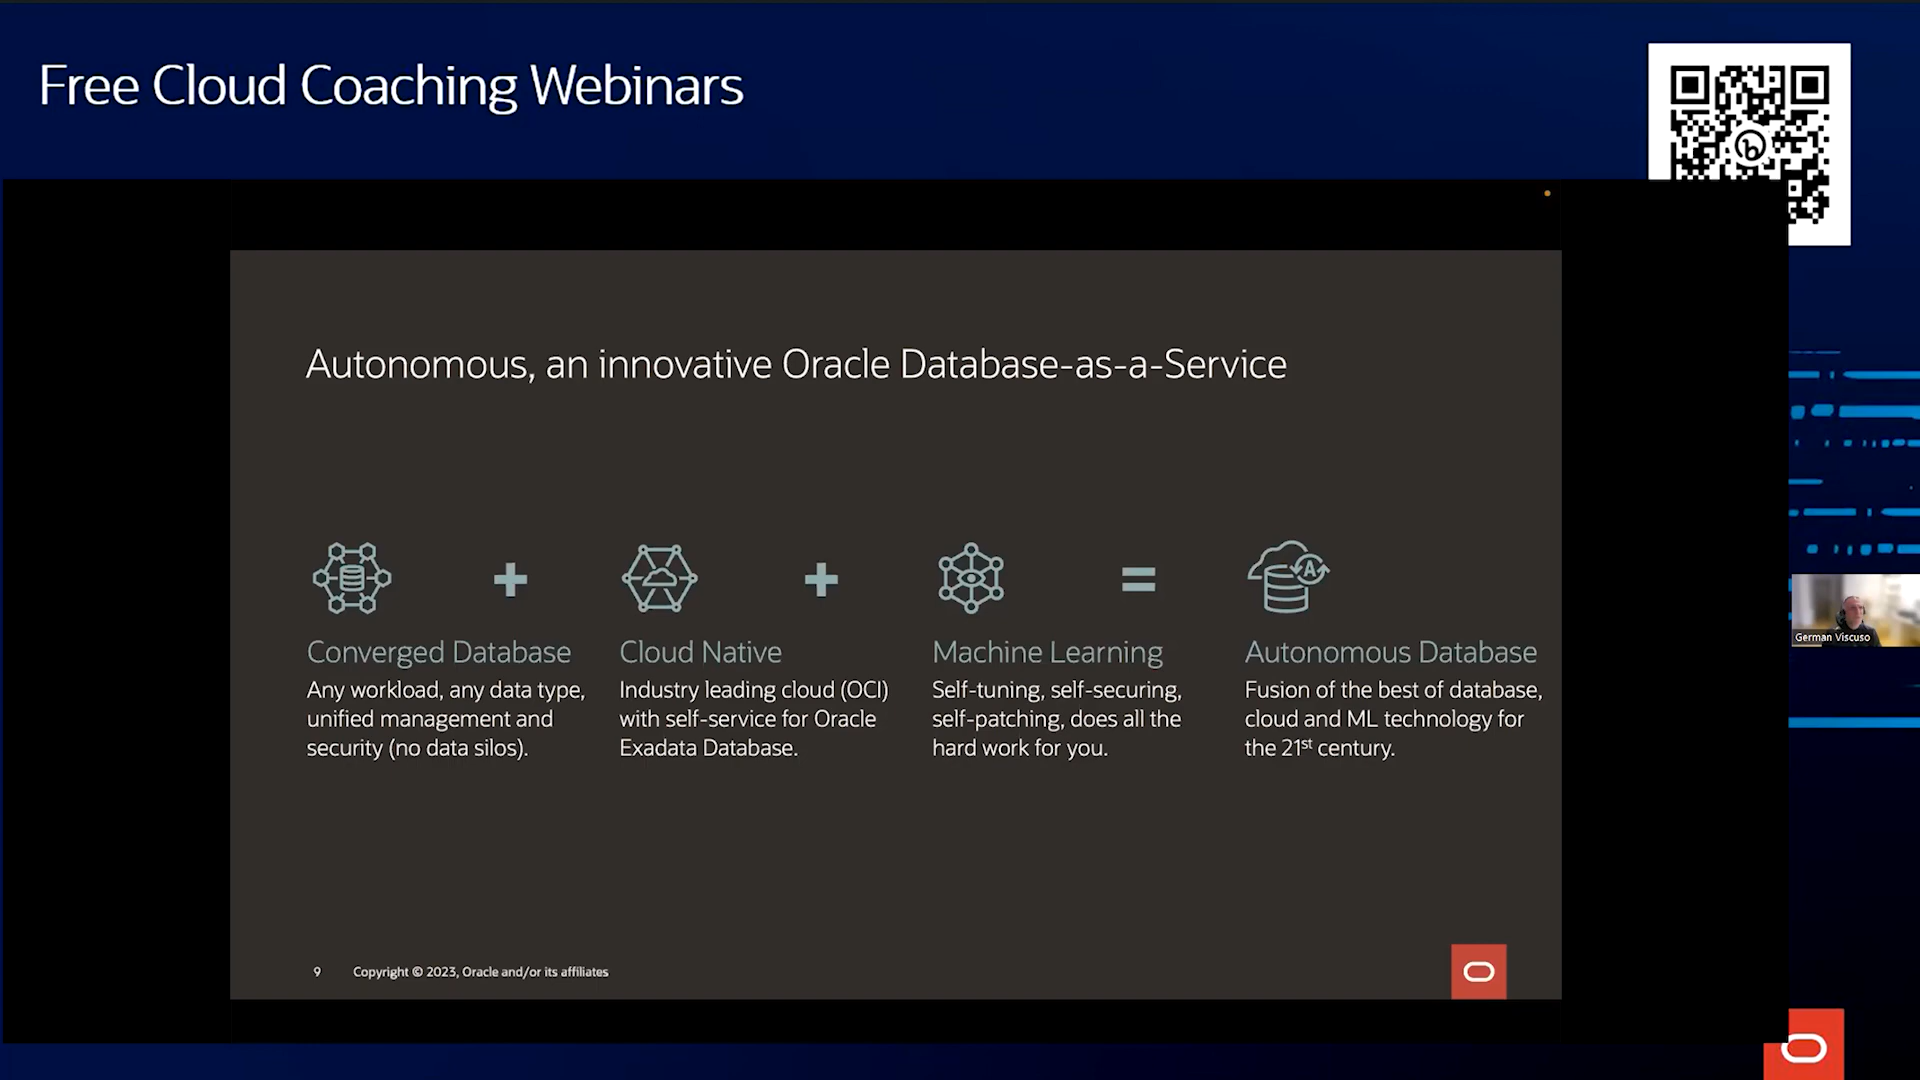 Free Cloud Coaching Webinars
Autonomous, an innovative Oracle Database-as-a-Service
Converged Database
Any workload, any data type,
unified management and
security (no data silos).
Cloud Native
Industry leading cloud (OCI)
with self-service for Oracle
Exadata Database.
Machine Learning
Self-tuning, self-securing,
self-patching, does all the
hard work for you.
A
Autonomous Database
Fusion of the best of database,
cloud and ML technology for
the 21st century.
German Viscuso
9
Copyright © 2023, Oracle and/or its affiliates